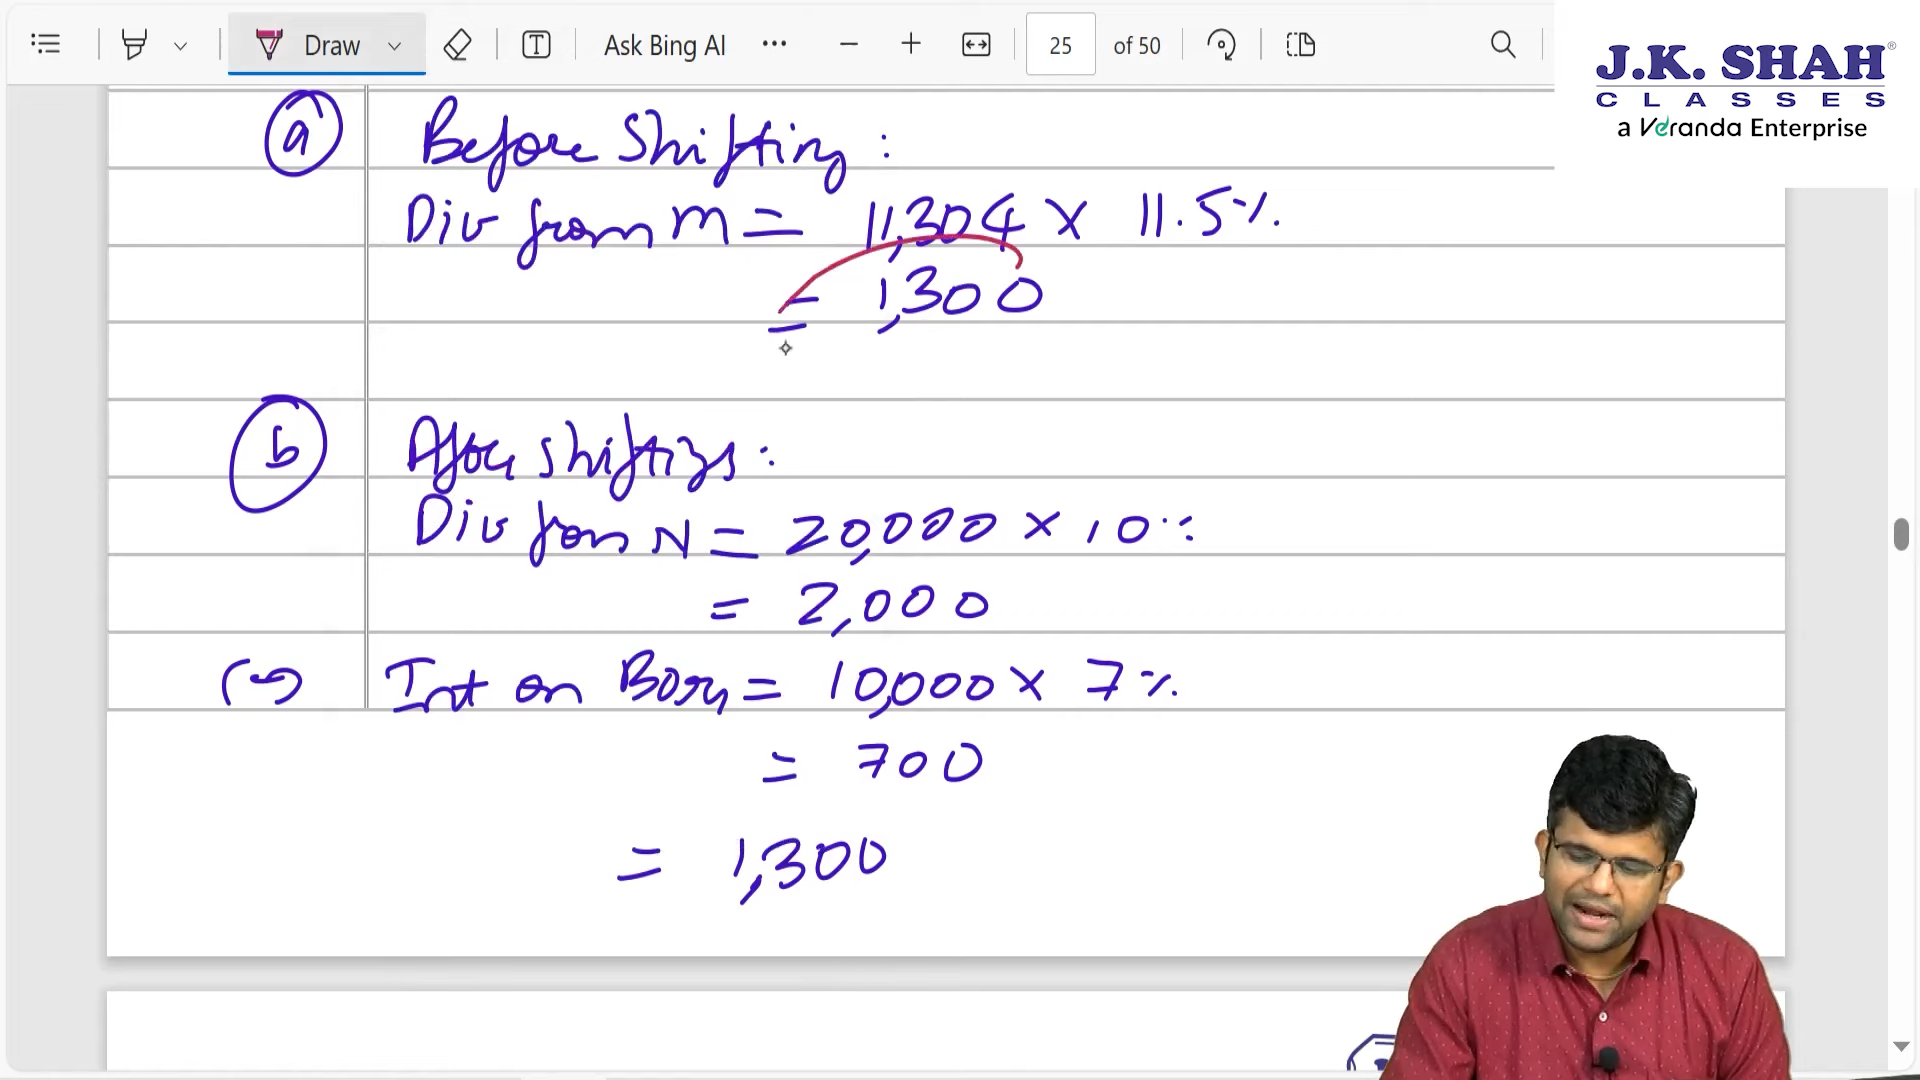 Draw
Ask Bing AI
25 of 50
J.K. SHAH®
CLASSES
a Veranda Enterprise
a Before Shifting:
Div from M = 11,304 x 11.5%
= 1,300
b After Shifting:
Div from N = 20,000 x 10%
= 2,000
(-) Int on Borr = 10,000 x 7%
= 700
= 1,300